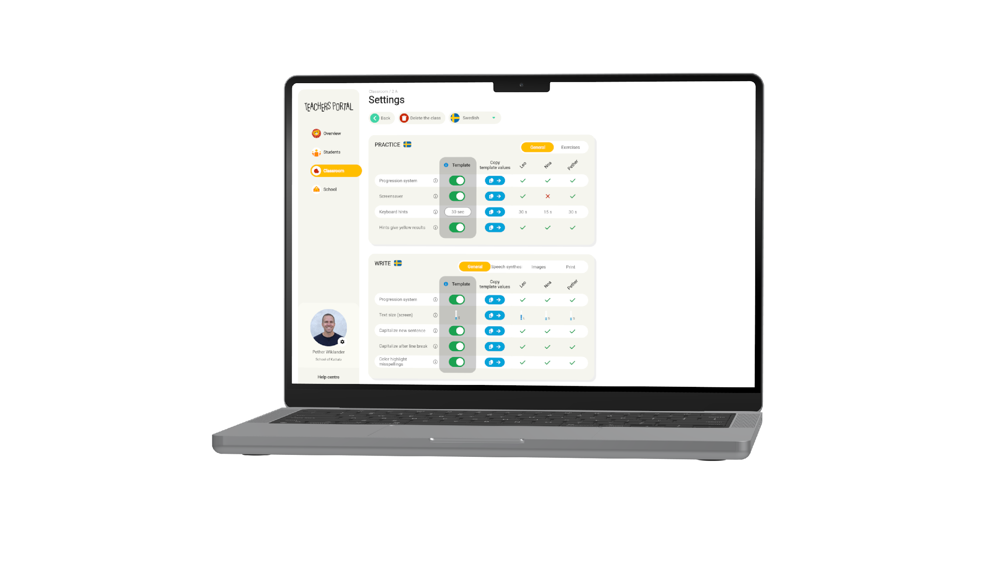 TEACHERS PORTAL
Overview
Students
Classroom
School
Pether Wiklander
School of Kattalo
Help centre
Classroom / 2 A
Settings
Back
Delete the class
Swedish
PRACTICE
General
Exercises
Template
Copy
template values
Leo
Noa
Pether
Progression system
Screensaver
Keyboard hints
30 sec
30 s
15 s
30 s
Hints give yellow results
WRITE
General
Speech synthesi
Images
Print
Template
Copy
template values
Leo
Noa
Pether
Progression system
Text size (screen)
S
L
S
S
Capitalize new sentence
Capitalize after line break
Color highlight
misspellings